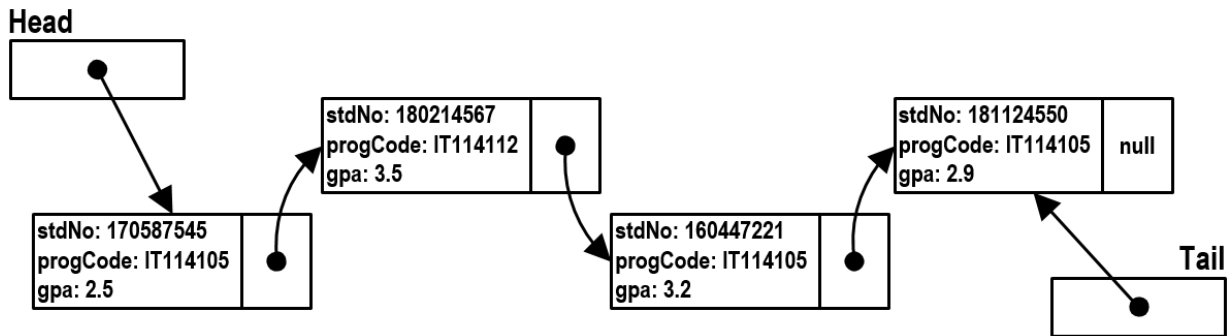 Head
stdNo: 170587545
progCode: IT114105
gpa: 2.5
stdNo: 180214567
progCode: IT114112
gpa: 3.5
stdNo: 160447221
progCode: IT114105
gpa: 3.2
stdNo: 181124550
progCode: IT114105
gpa: 2.9
null
Tail